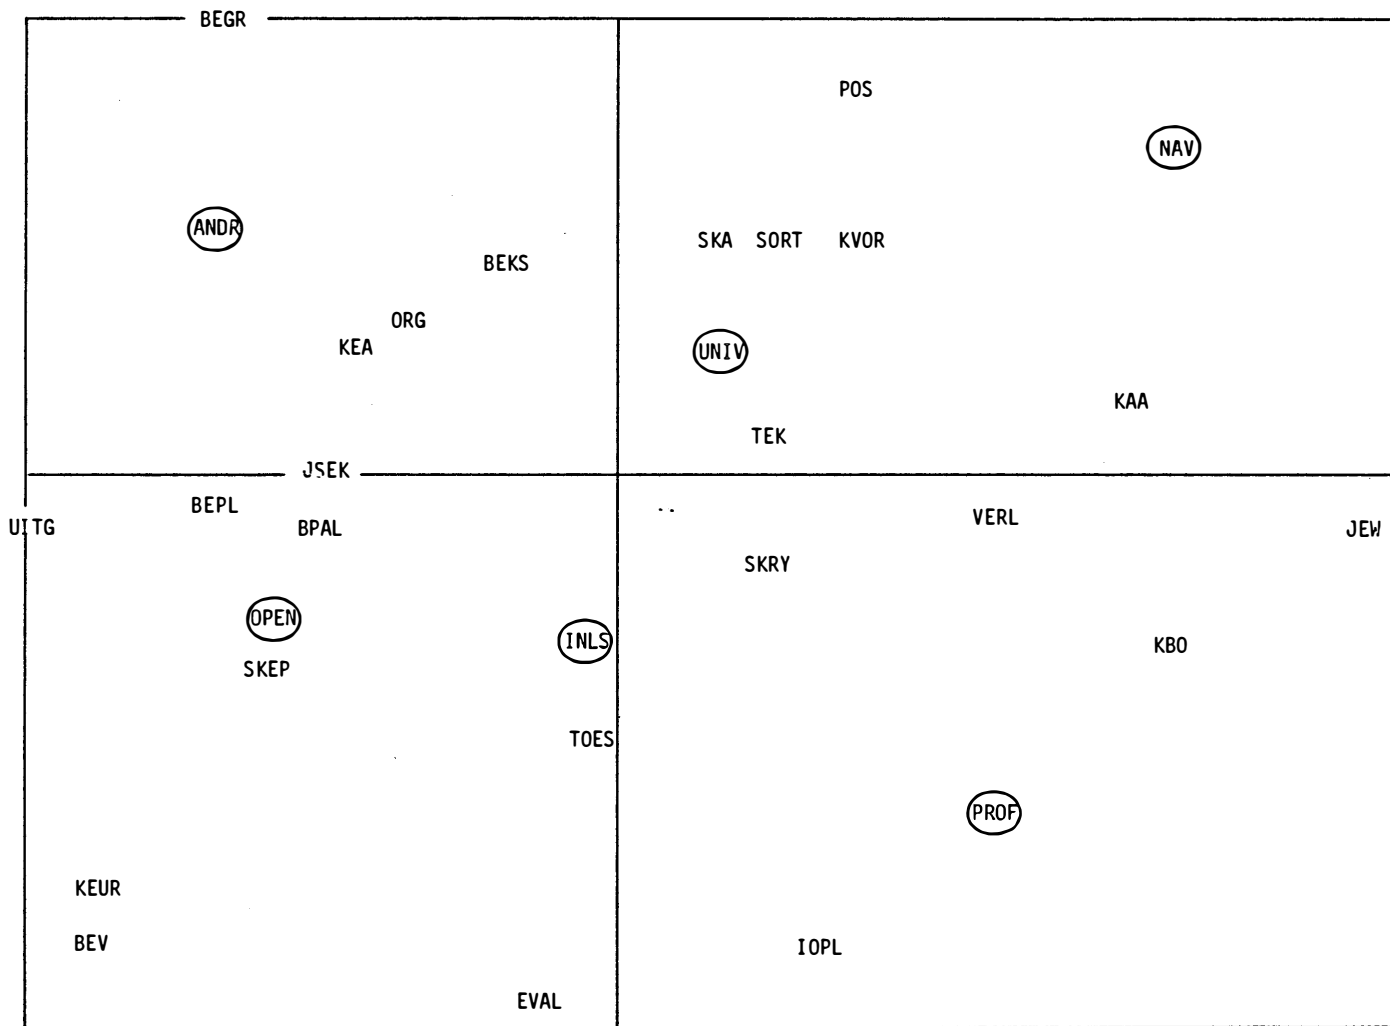 BEGR
POS
NAV
ANDR
SKA SORT KVOR
BEKS
ORG
KEA
UNIV
KAA
TEK
JSEK
BEPL
VERL
UITG
BPAL
JEW
SKRY
OPEN
INLS
KBO
SKEP
TOES
PROF
KEUR
BEV
IOPL
EVAL